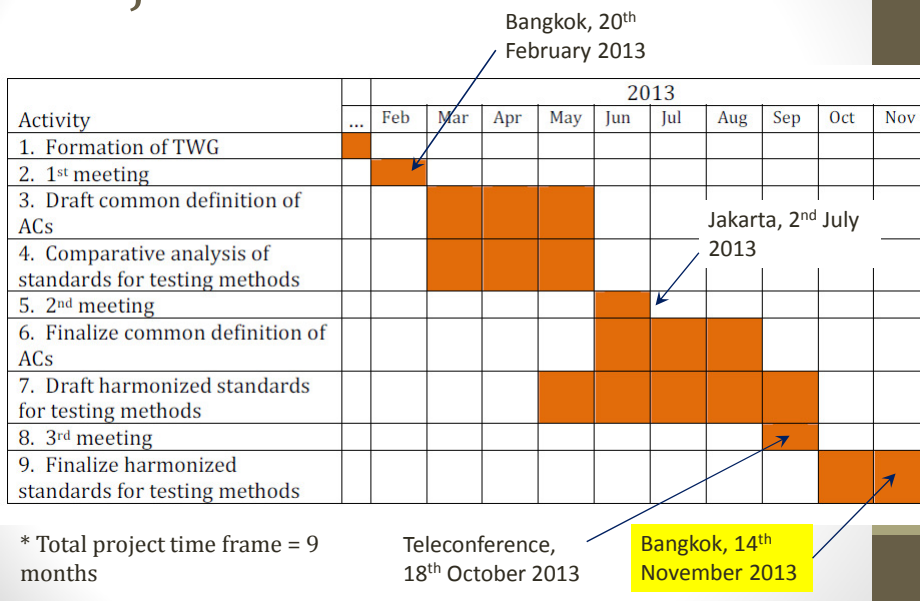 Bangkok, 20th
February 2013
2013
Activity
... Feb Mar Apr May Jun Jul Aug Sep Oct Nov
1. Formation of TWG
2. 1st meeting
3. Draft common definition of
ACs
4. Comparative analysis of
standards for testing methods
Jakarta, 2nd July
2013
5. 2nd meeting
6. Finalize common definition of
ACs
7. Draft harmonized standards
for testing methods
8. 3rd meeting
9. Finalize harmonized
standards for testing methods
* Total project time frame = 9
months
Teleconference,
18th October 2013
Bangkok, 14th
November 2013